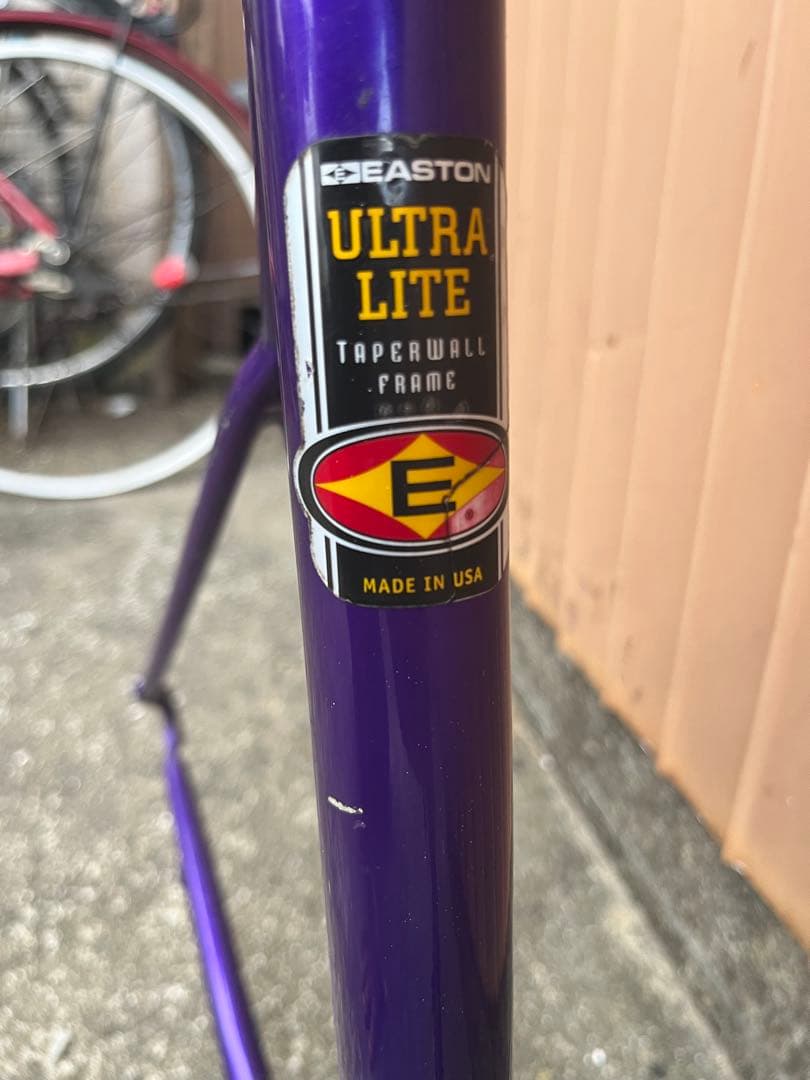 E EASTON
ULTRA
LITE
TAPERWALL
FRAME
E
MADE IN USA